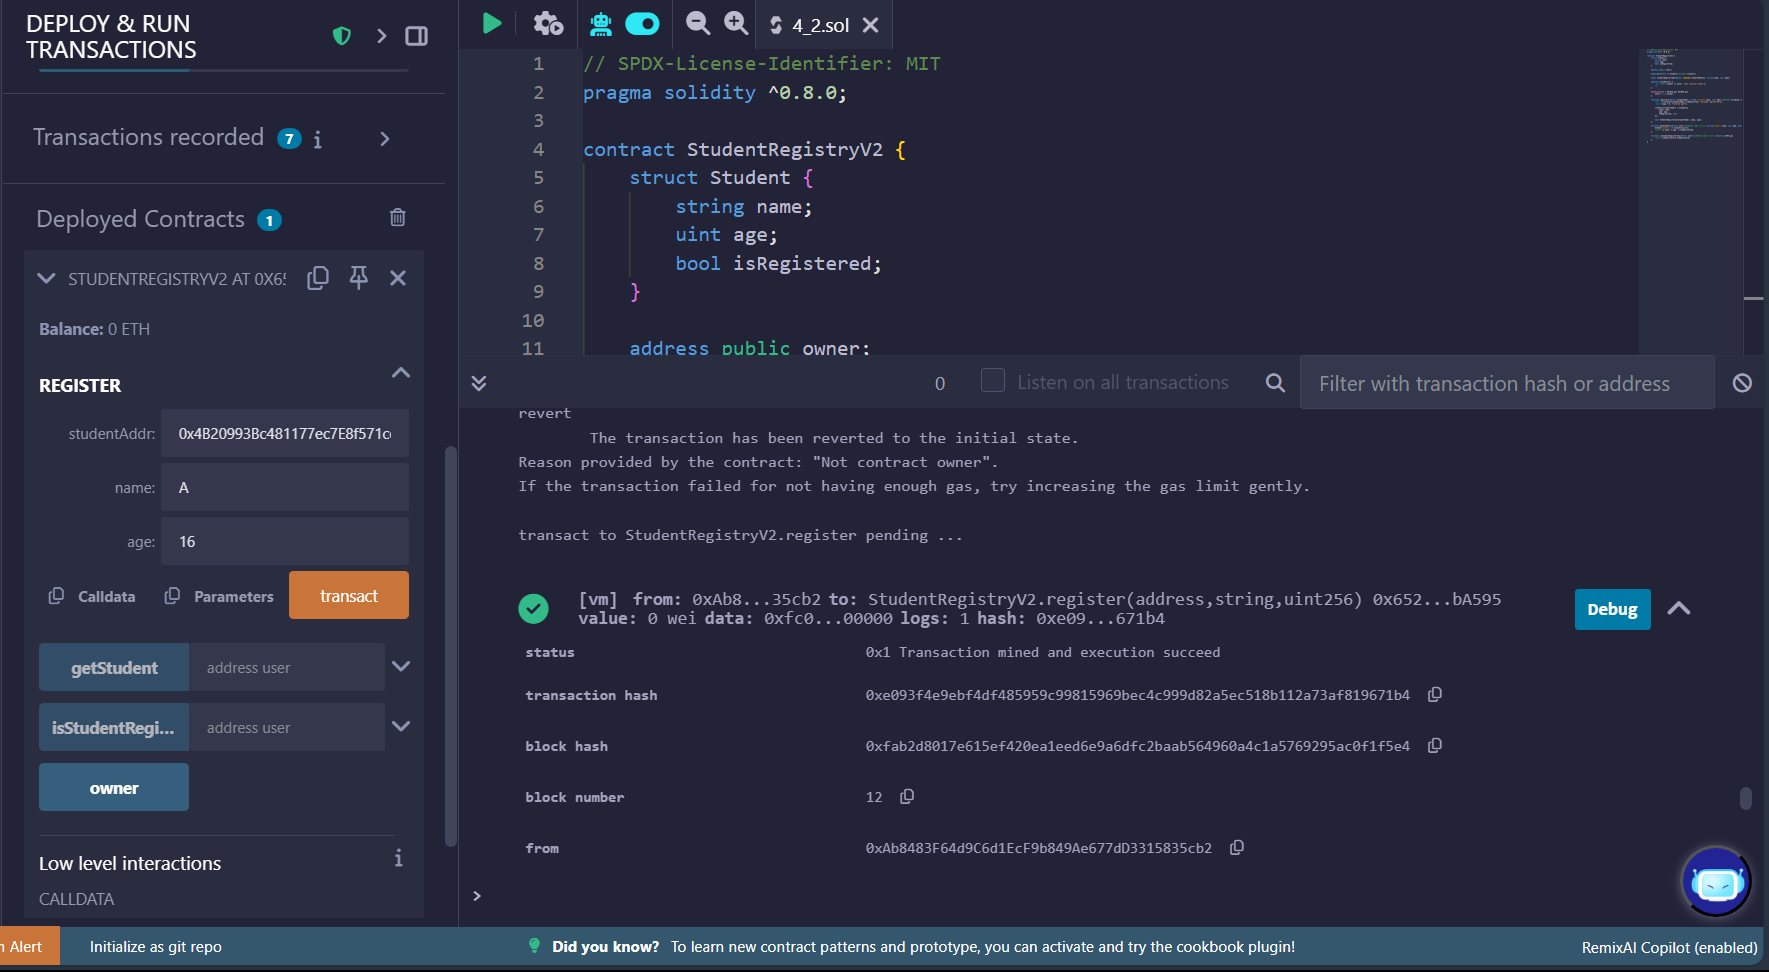 DEPLOY & RUN
TRANSACTIONS
Transactions recorded 7 i
Deployed Contracts 1
STUDENTREGISTRYV2 AT 0X65
Balance: 0 ETH
REGISTER
studentAddr: 0x4B20993Bc481177ec7E8f571c
name: A
age: 16
Calldata Parameters transact
getStudent address user
isStudentRegi... address user
owner
Low level interactions i
CALLDATA
4_2.sol
1 // SPDX-License-Identifier: MIT
2 pragma solidity ^0.8.0;
3
4 contract StudentRegistryV2 {
5 struct Student {
6 string name;
7 uint age;
8 bool isRegistered;
9 }
10
11 address public owner;
0 Listen on all transactions Filter with transaction hash or address
revert
The transaction has been reverted to the initial state.
Reason provided by the contract: "Not contract owner".
If the transaction failed for not having enough gas, try increasing the gas limit gently.
transact to StudentRegistryV2.register pending ...
[vm] from: 0xAb8...35cb2 to: StudentRegistryV2.register(address,string,uint256) 0x652...bA595
value: 0 wei data: 0xfc0...00000 logs: 1 hash: 0xe09...671b4
Debug
status 0x1 Transaction mined and execution succeed
transaction hash 0xe093f4e9ebf4df485959c99815969bec4c999d82a5ec518b112a73af819671b4
block hash 0xfab2d8017e615ef420ea1eed6e9a6dfc2baab564960a4c1a5769295ac0f1f5e4
block number 12
from 0xAb8483F64d9C6d1EcF9b849Ae677dD3315835cb2
>
Alert Initialize as git repo Did you know? To learn new contract patterns and prototype, you can activate and try the cookbook plugin! RemixAI Copilot (enabled)